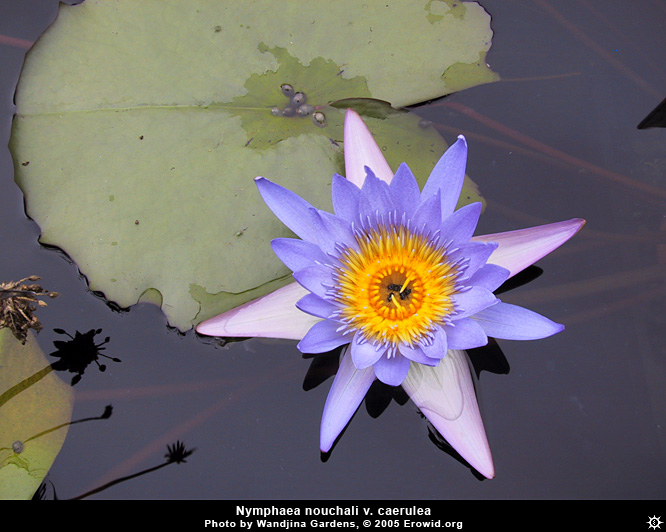 Nymphaea nouchali v. caerulea
Photo by Wandjina Gardens, © 2005 Erowid.org